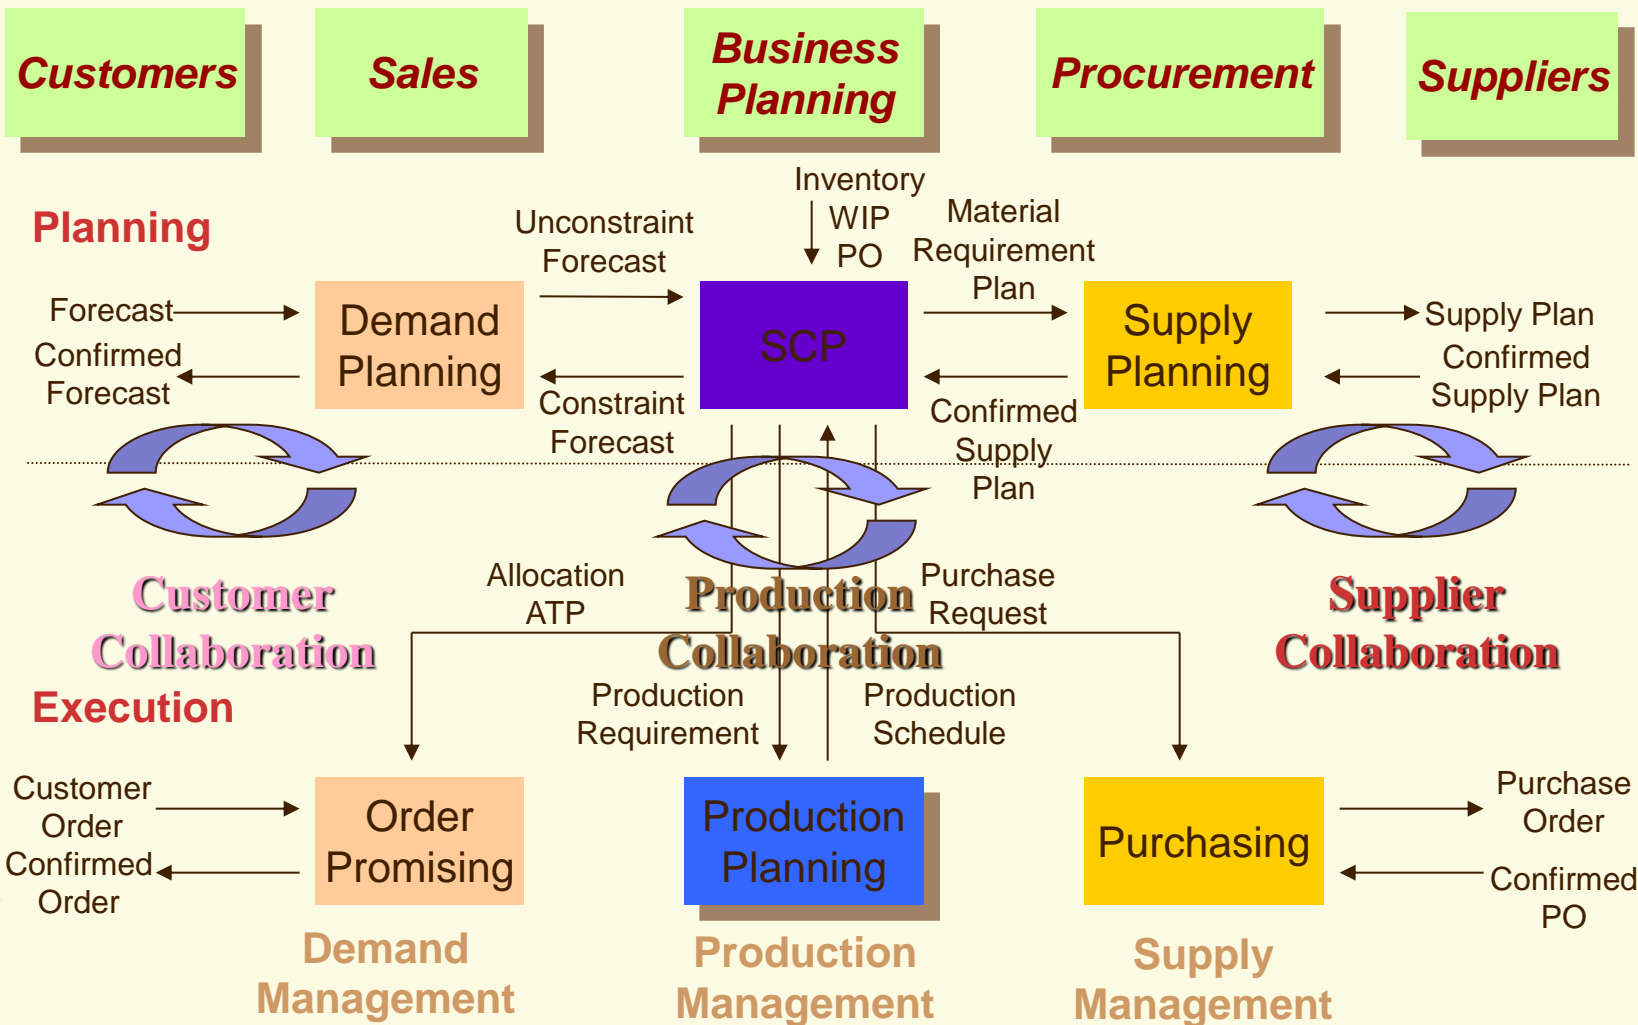 Customers
Sales
Business
Planning
Procurement
Suppliers
Planning
Unconstraint
Forecast
Inventory
WIP
PO
Material
Requirement
Plan
Forecast
Confirmed
Forecast
Demand
Planning
SCP
Supply
Planning
Supply Plan
Confirmed
Supply Plan
Constraint
Forecast
Confirmed
Supply
Plan
Customer
Collaboration
Allocation
ATP
Production
Collaboration
Purchase
Request
Supplier
Collaboration
Execution
Production
Requirement
Production
Schedule
Customer
Order
Confirmed
Order
Order
Promising
Production
Planning
Purchasing
Purchase
Order
Confirmed
PO
Demand
Management
Production
Management
Supply
Management